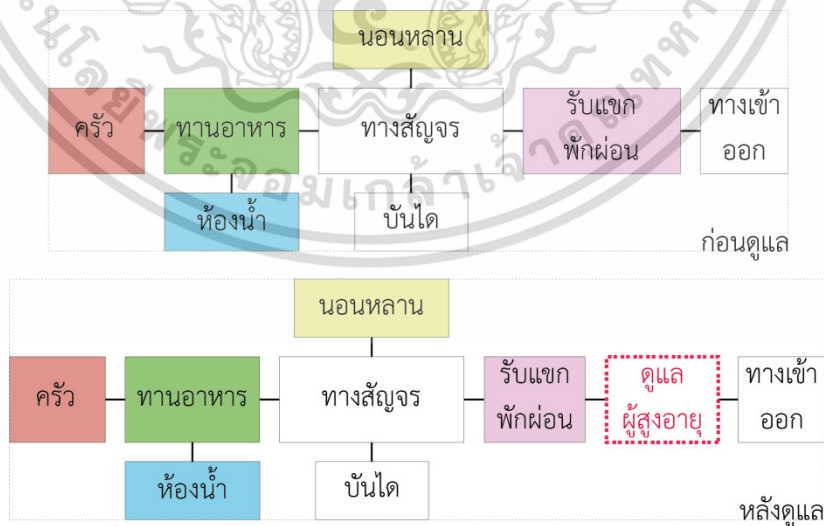 นอนหลาน
ครัว
ทานอาหาร
ทางสัญจร
รับแขก
พักผ่อน
ทางเข้า
ออก
ห้องน้ำ
บันได
ก่อนดูแล
นอนหลาน
ครัว
ทานอาหาร
ทางสัญจร
รับแขก
พักผ่อน
ดูแล
ผู้สูงอายุ
ทางเข้า
ออก
ห้องน้ำ
บันได
หลังดูแล